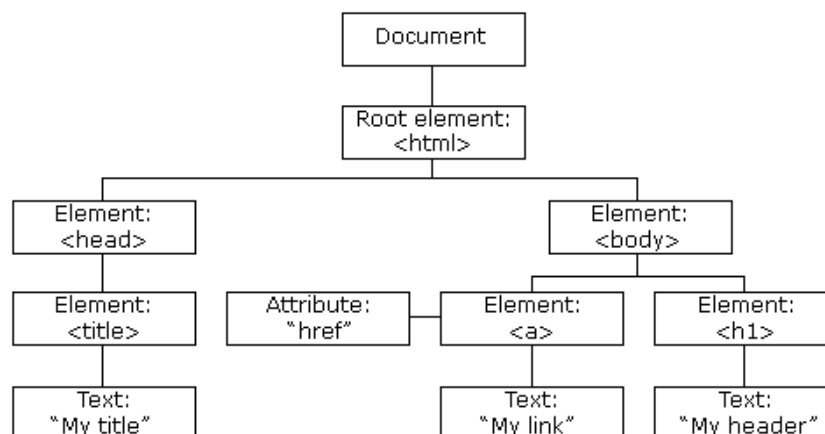 Document
Root element:
<html>
Element:
<head>
Element:
<body>
Element:
<title>
Attribute:
“href”
Element:
<a>
Element:
<h1>
Text:
“My title”
Text:
“My link”
Text:
“My header”